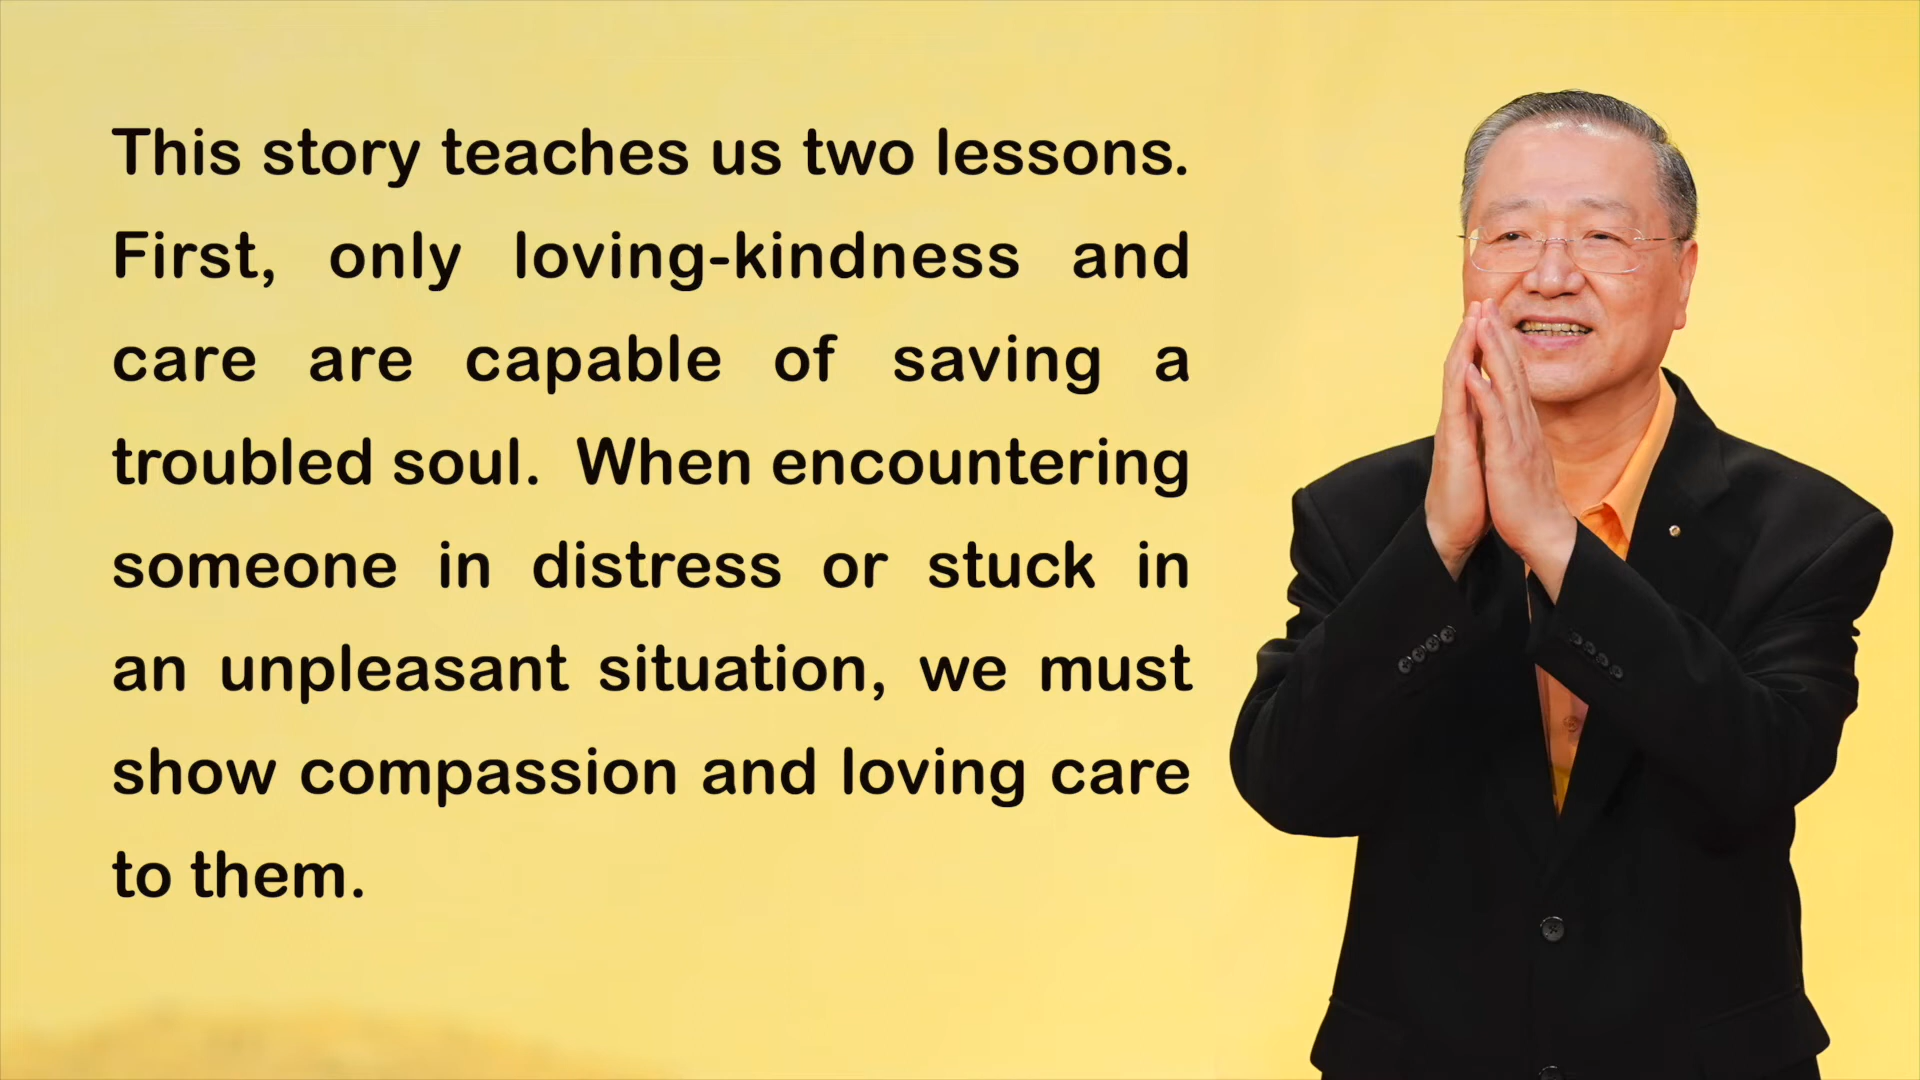 This story teaches us two lessons.
First, only loving-kindness and
care are capable of saving a
troubled soul. When encountering
someone in distress or stuck in
an unpleasant situation, we must
show compassion and loving care
to them.